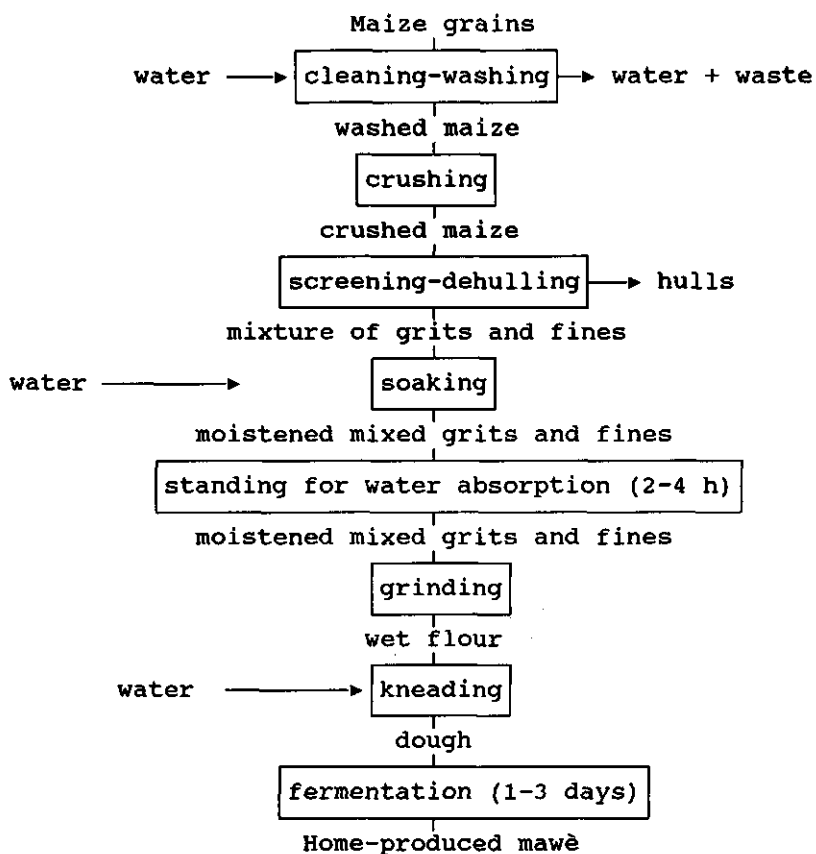 Maize grains
water cleaning-washing water + waste
washed maize
crushing
crushed maize
screening-dehulling hulls
mixture of grits and fines
water soaking
moistened mixed grits and fines
standing for water absorption (2-4 h)
moistened mixed grits and fines
grinding
wet flour
water kneading
dough
fermentation (1-3 days)
Home-produced mawè